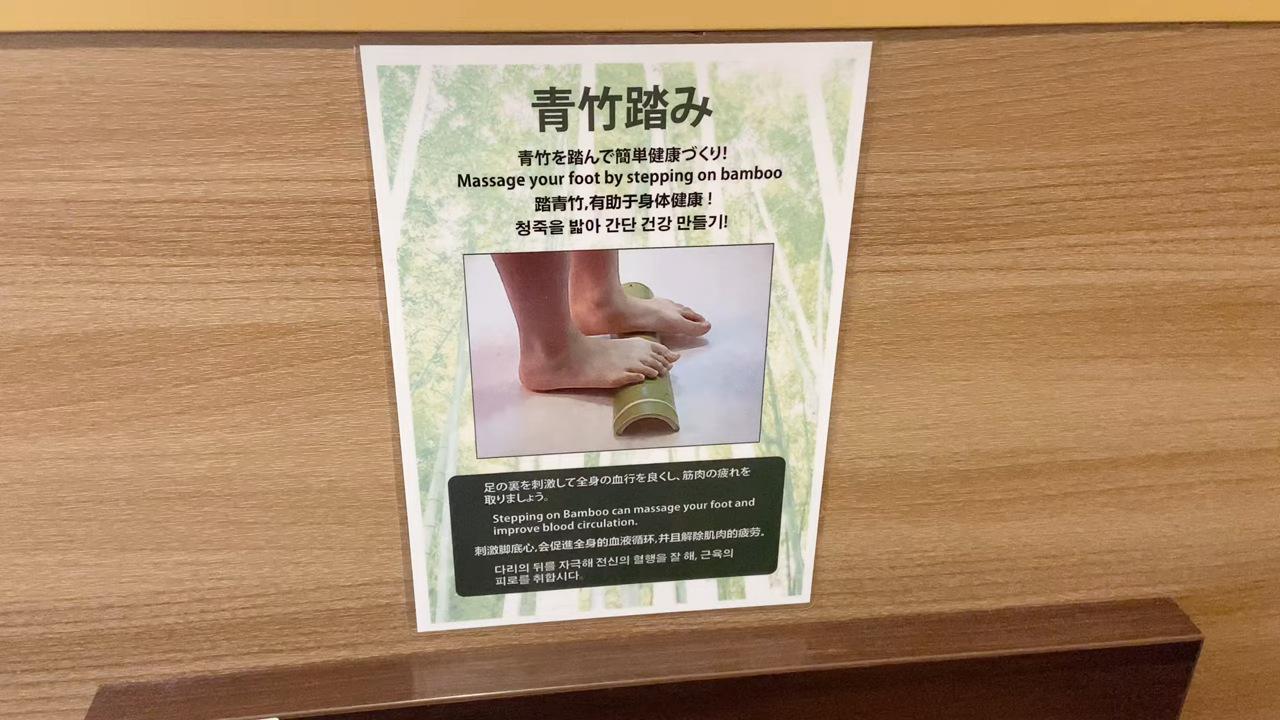 青竹踏み
青竹を踏んで簡単健康づくり!
Massage your foot by stepping on bamboo
踏青竹,有助于身体健康！
청죽을 밟아 간단 건강 만들기!
足の裏を刺激して全身の血行を良くし、筋肉の疲れを
取りましょう。
Stepping on Bamboo can massage your foot and
improve blood circulation.
刺激脚底心,会促進全身的血液循环,并且解除肌肉的疲劳。
다리의 뒤를 자극해 전신의 혈행을 잘 해, 근육의
피로를 취합시다.